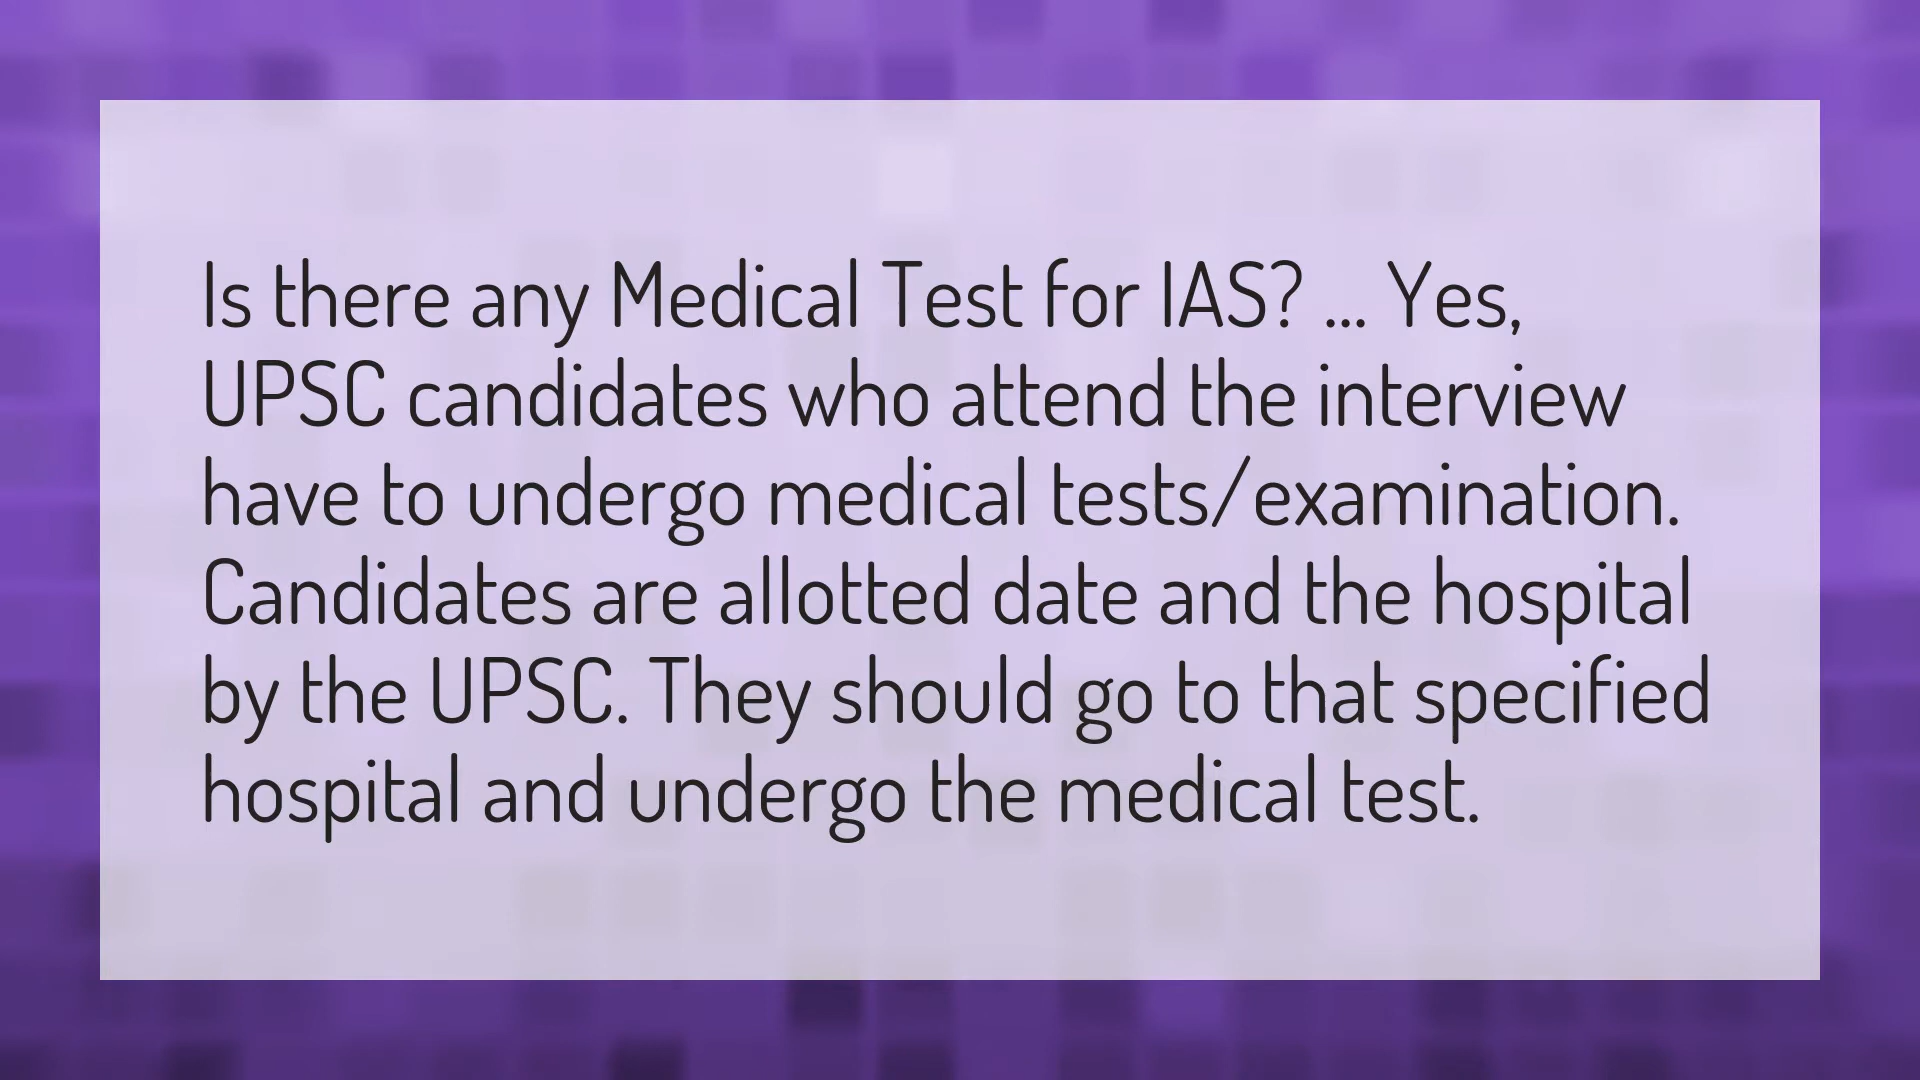 Is there any Medical Test for IAS? ... Yes,
UPSC candidates who attend the interview
have to undergo medical tests/examination.
Candidates are allotted date and the hospital
by the UPSC. They should go to that specified
hospital and undergo the medical test.